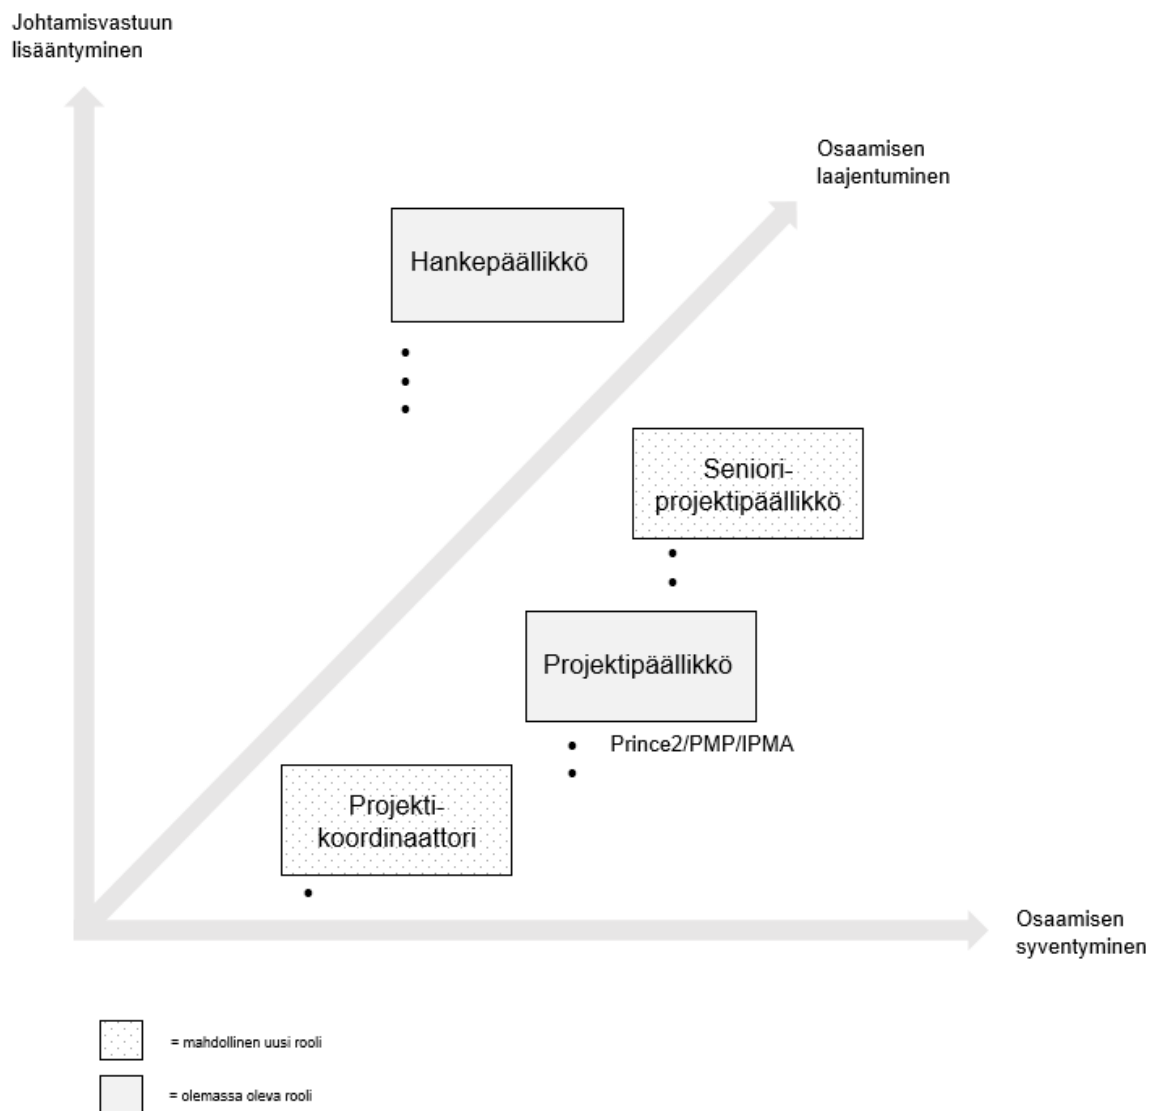 Johtamisvastuun
lisääntyminen
Osaamisen
laajentuminen
Hankepäällikkö
•
•
•
Seniori-
projektipäällikkö
•
•
Projektipäällikkö
• Prince2/PMP/IPMA
•
Projekti-
koordinaattori
•
Osaamisen
syventyminen
= mahdollinen uusi rooli
= olemassa oleva rooli